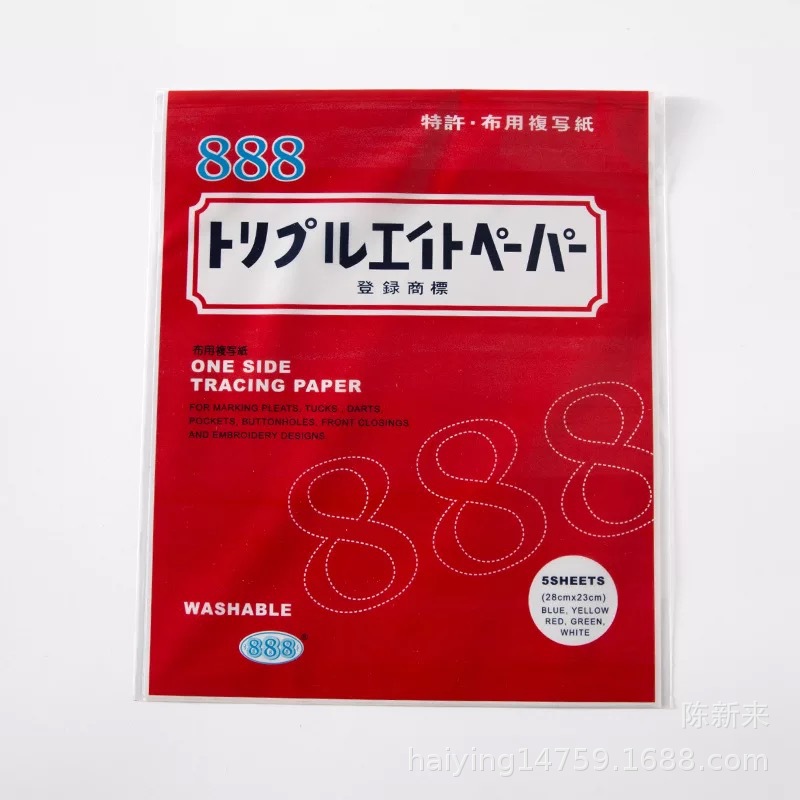 特許・布用複写紙
888
トリプルエイトペーパー
登録商標
布用複写紙
ONE SIDE
TRACING PAPER
FOR MARKING PLEATS, TUCKS, DARTS,
POCKETS, BUTTONHOLES, FRONT CLOSINGS
AND EMBROIDERY DESIGNS
888
5SHEETS
(28cmx23cm)
BLUE, YELLOW
RED, GREEN,
WHITE
WASHABLE
888®
陈新来
haiying14759.1688.com